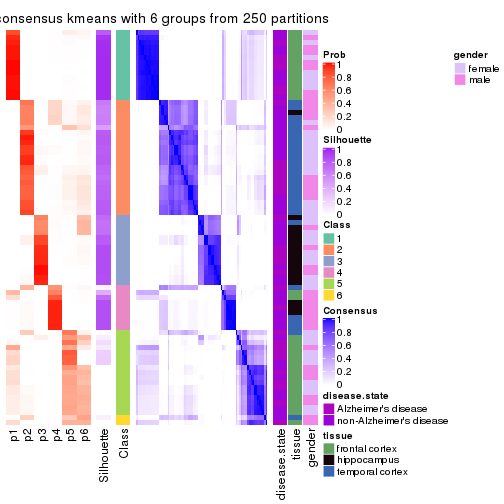 consensus kmeans with 6 groups from 250 partitions
Prob
1
0.8
0.6
0.4
0.2
0
Silhouette
1
0.8
0.6
0.4
0.2
0
Class
1
2
3
4
5
6
Consensus
1
0.8
0.6
0.4
0.2
0
disease.state
Alzheimer's disease
non-Alzheimer's disease
tissue
frontal cortex
hippocampus
temporal cortex
gender
female
male
p1
p2
p3
p4
p5
p6
Silhouette
Class
disease.state
tissue
gender